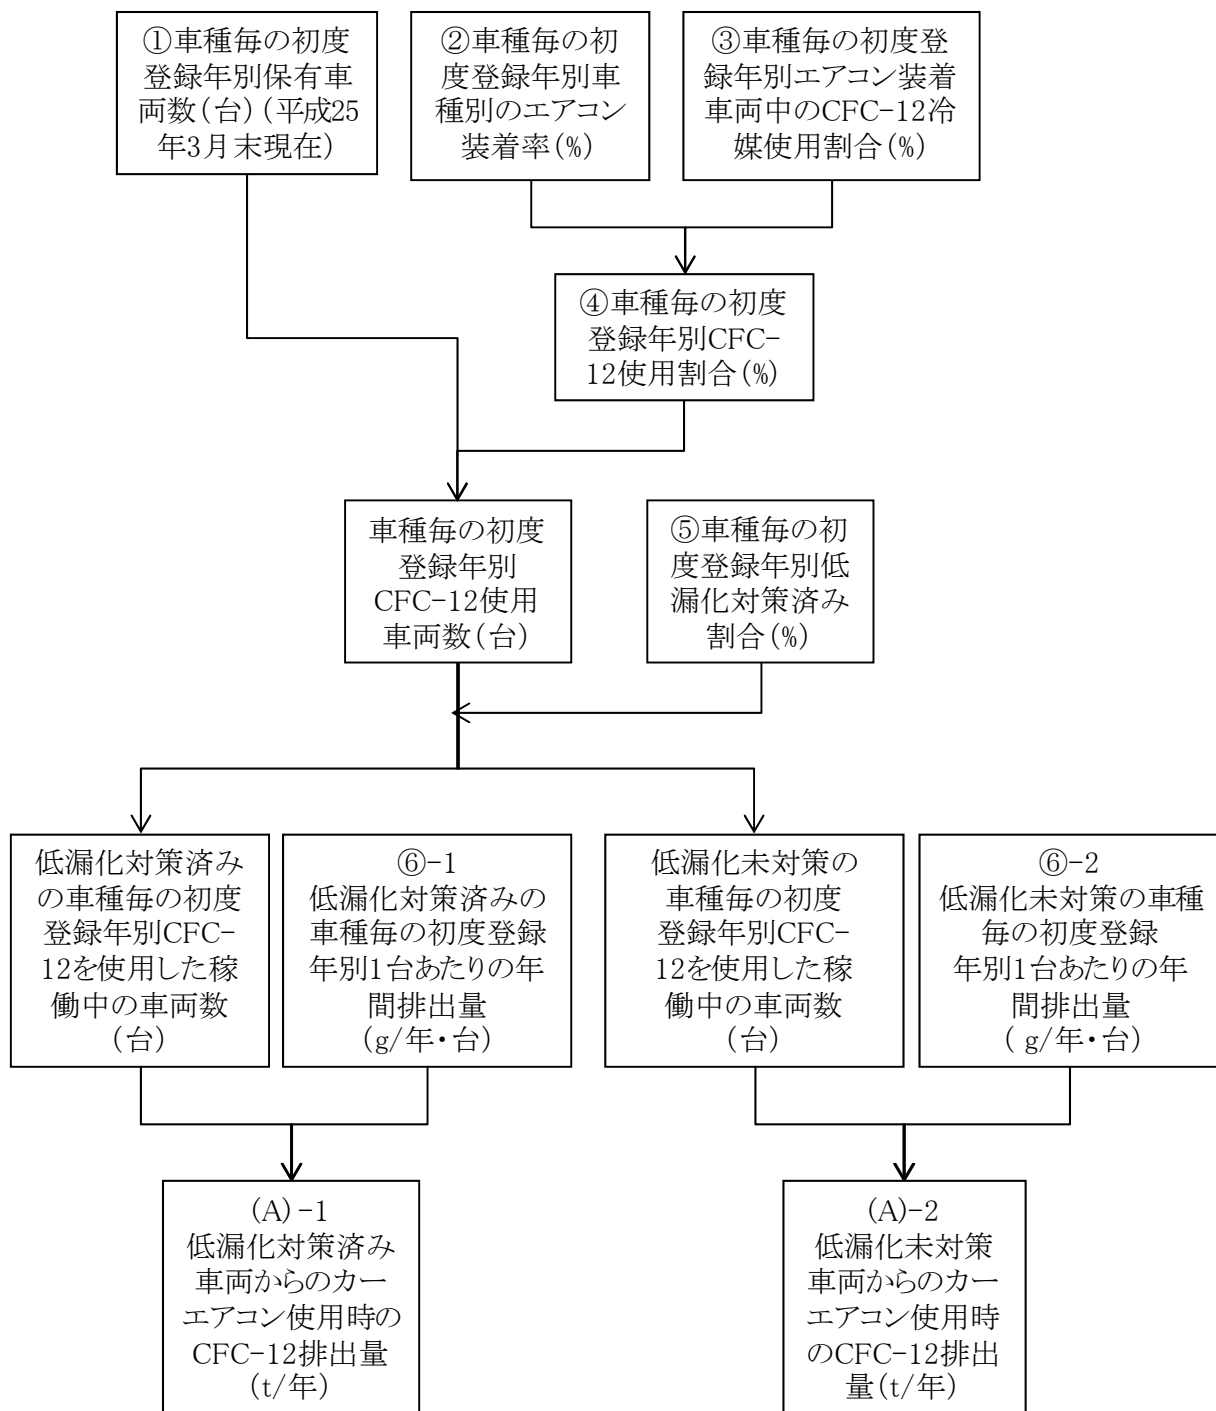 ①車種毎の初度
登録年別保有車
両数(台)(平成25
年3月末現在)
②車種毎の初
度登録年別車
種別のエアコン
装着率(%)
③車種毎の初度登
録年別エアコン装着
車両中のCFC-12冷
媒使用割合(%)
④車種毎の初度
登録年別CFC-
12使用割合(%)
車種毎の初度
登録年別
CFC-12使用
車両数(台)
⑤車種毎の初
度登録年別低
漏化対策済み
割合(%)
低漏化対策済み
の車種毎の初度
登録年別CFC-
12を使用した稼
働中の車両数
(台)
⑥-1
低漏化対策済みの
車種毎の初度登録
年別1台あたりの年
間排出量
(g/年・台)
低漏化未対策の
車種毎の初度
登録年別CFC-
12を使用した稼
働中の車両数
(台)
⑥-2
低漏化未対策の車種
毎の初度登録
年別1台あたりの年
間排出量
( g/年・台)
(A)-1
低漏化対策済み
車両からのカー
エアコン使用時の
CFC-12排出量
(t/年)
(A)-2
低漏化未対策
車両からのカー
エアコン使用時
のCFC-12排出
量(t/年)